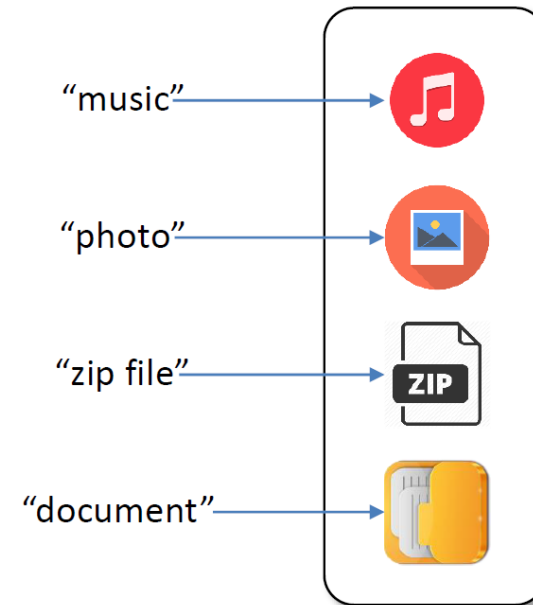 “music”
“photo”
“zip file”
ZIP
“document”